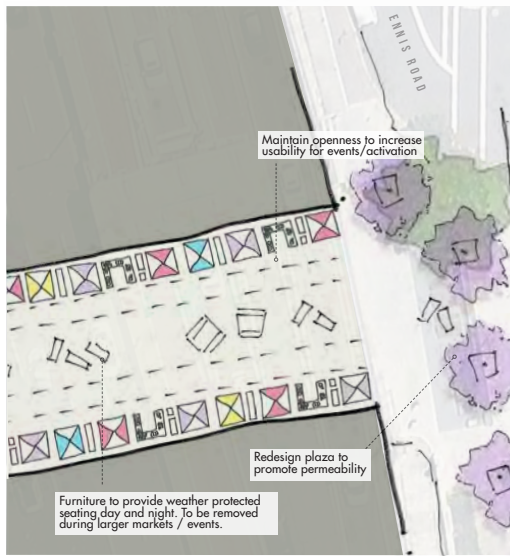 ENNIS ROAD
Maintain openness to increase
usability for events/activation
Redesign plaza to
promote permeability
Furniture to provide weather protected
seating day and night. To be removed
during larger markets / events.